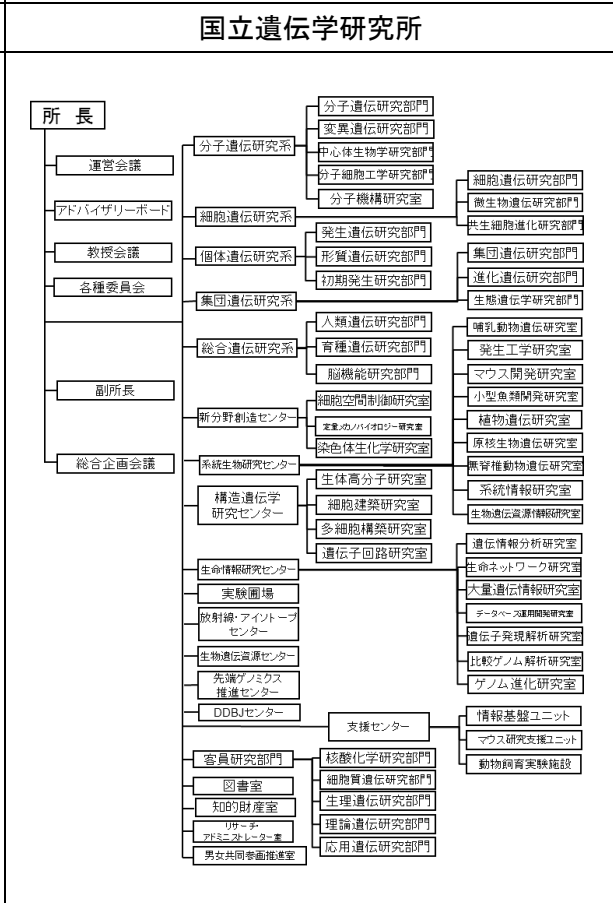 国立遺伝学研究所
所 長
運営会議
アドバイザリーボード
教授会議
各種委員会
副所長
総合企画会議
分子遺伝研究系
分子遺伝研究部門
変異遺伝研究部門
中心体生物学研究部門
分子細胞工学研究部門
分子機構研究室
細胞遺伝研究系
細胞遺伝研究部門
微生物遺伝研究部門
共生細胞進化研究部門
個体遺伝研究系
発生遺伝研究部門
形質遺伝研究部門
初期発生研究部門
集団遺伝研究系
集団遺伝研究部門
進化遺伝研究部門
生態遺伝学研究部門
総合遺伝研究系
人類遺伝研究部門
育種遺伝研究部門
脳機能研究部門
新分野創造センター
細胞空間制御研究室
定量メカノバイオロジー研究室
染色体生化学研究室
系統生物研究センター
哺乳動物遺伝研究室
発生工学研究室
マウス開発研究室
小型魚類開発研究室
植物遺伝研究室
原核生物遺伝研究室
無脊椎動物遺伝研究室
系統情報研究室
生物遺伝資源情報研究室
構造遺伝学
研究センター
生体高分子研究室
細胞建築研究室
多細胞構築研究室
遺伝子回路研究室
生命情報研究センター
遺伝情報分析研究室
生命ネットワーク研究室
大量遺伝情報研究室
データベース運用開発研究室
遺伝子発現解析研究室
比較ゲノム解析研究室
ゲノム進化研究室
実験圃場
放射線・アイソトープ
センター
生物遺伝資源センター
先端ゲノミクス
推進センター
DDBJセンター
支援センター
情報基盤ユニット
マウス研究支援ユニット
動物飼育実験施設
客員研究部門
核酸化学研究部門
細胞質遺伝研究部門
生理遺伝研究部門
理論遺伝研究部門
応用遺伝研究部門
図書室
知的財産室
リサーチ・
アドミニストレーター室
男女共同参画推進室